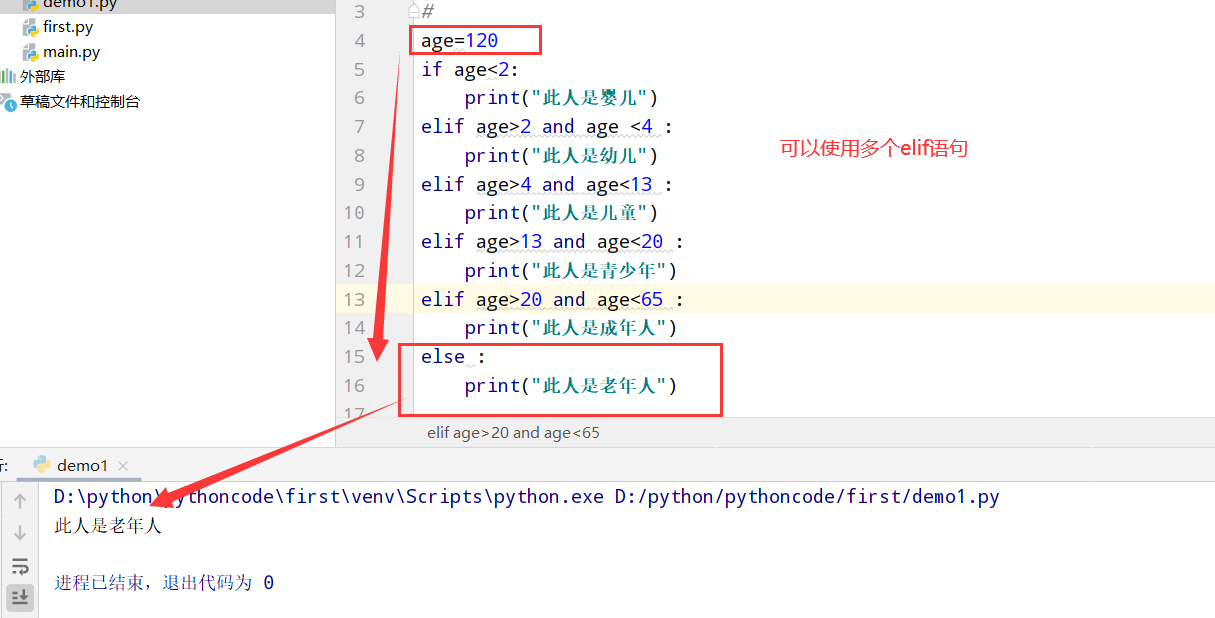 demo1.py
first.py
main.py
外部库
草稿文件和控制台
3 #
4 age=120
5 if age<2:
6 print("此人是婴儿")
7 elif age>2 and age <4 :
8 print("此人是幼儿")
9 elif age>4 and age<13 :
10 print("此人是儿童")
11 elif age>13 and age<20 :
12 print("此人是青少年")
13 elif age>20 and age<65 :
14 print("此人是成年人")
15 else :
16 print("此人是老年人")
17
可以使用多个elif语句
elif age>20 and age<65
demo1
D:\python\pythoncode\first\venv\Scripts\python.exe D:/python/pythoncode/first/demo1.py
此人是老年人
进程已结束，退出代码为 0